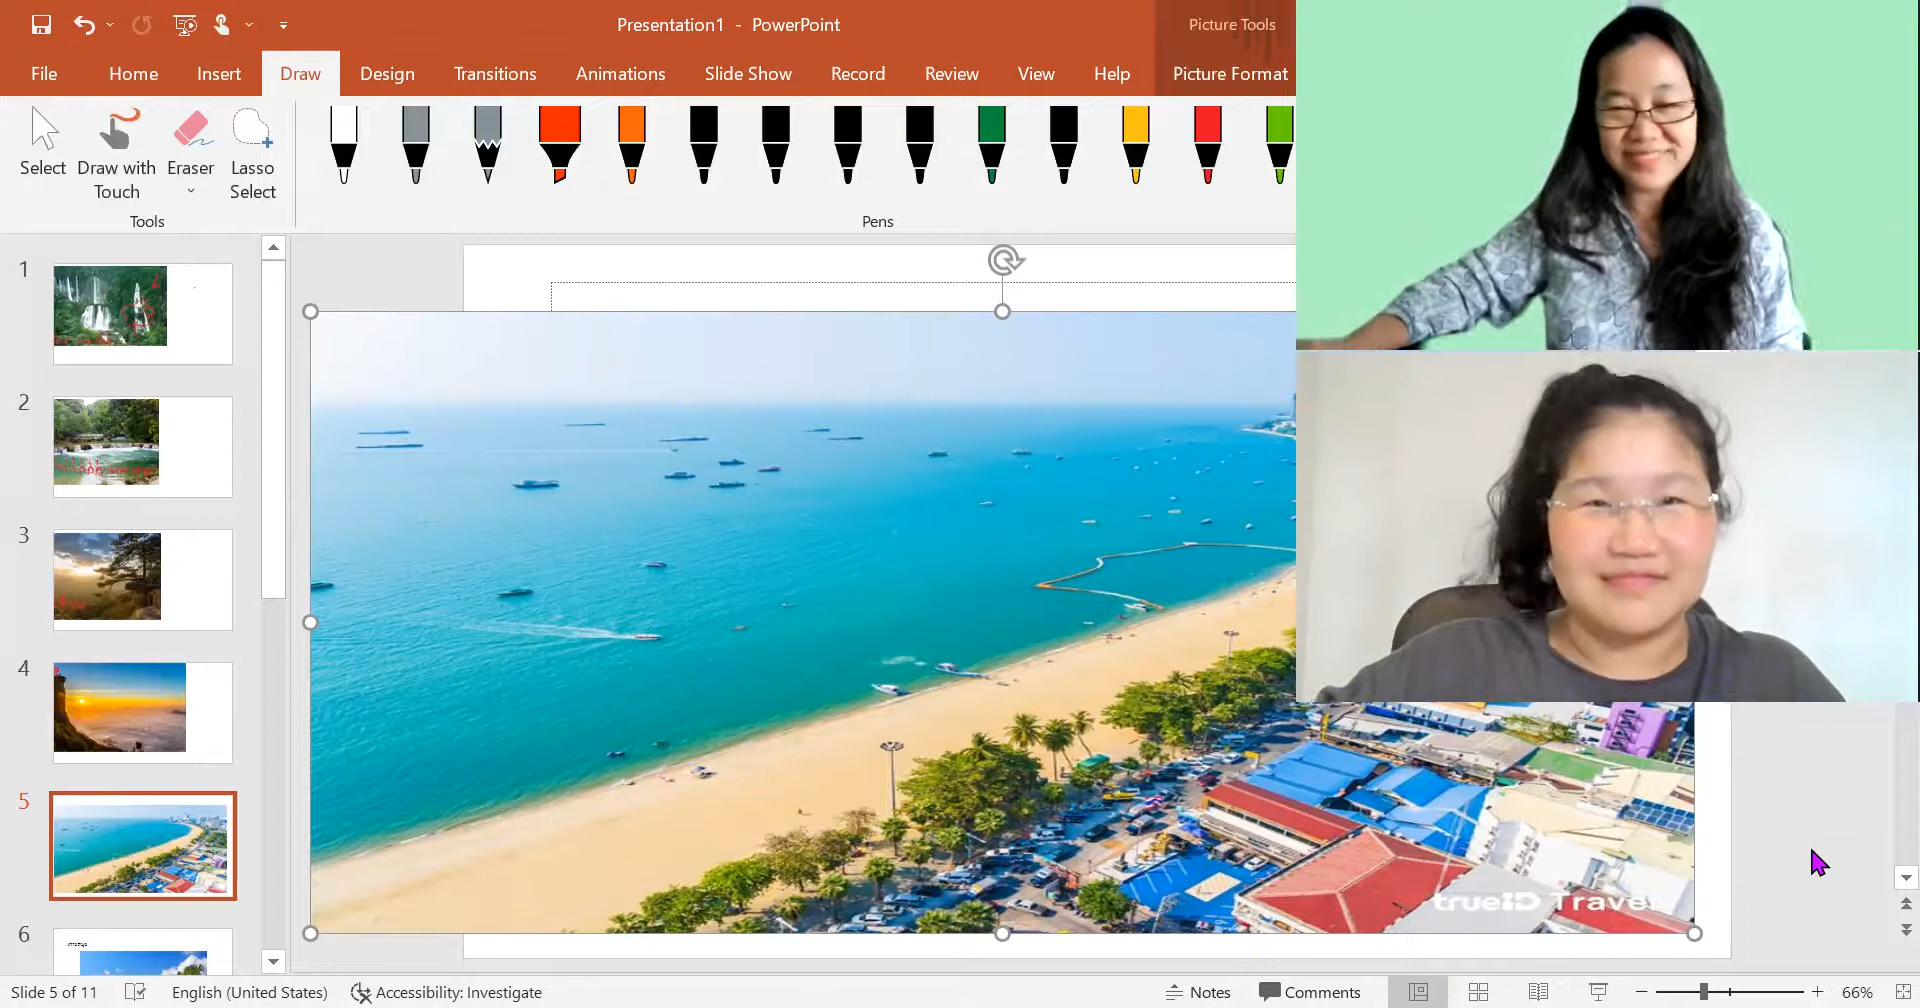 Presentation1 - PowerPoint
Picture Tools
File
Home
Insert
Draw
Design
Transitions
Animations
Slide Show
Record
Review
View
Help
Picture Format
Select
Draw with
Touch
Eraser
Lasso
Select
Tools
Pens
1
2
3
4
5
6
trueID Travel
Slide 5 of 11
English (United States)
Accessibility: Investigate
Notes
Comments
66%